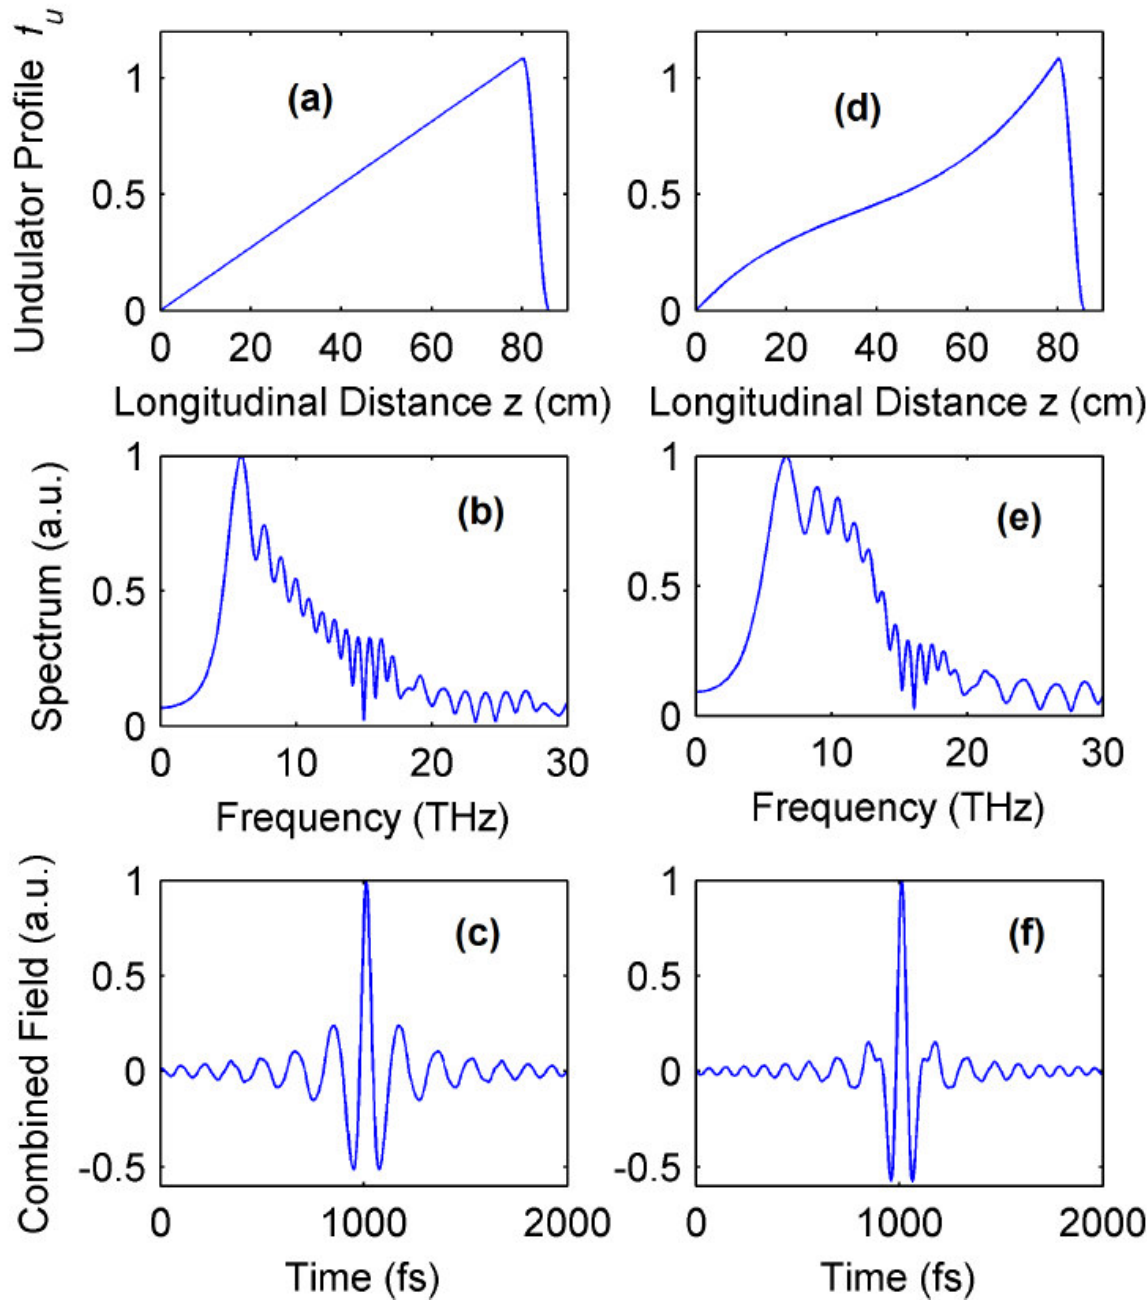 Undulator Profile f_u
1
0.5
0
(a)
0 20 40 60 80
Longitudinal Distance z (cm)
1
0.5
0
(d)
0 20 40 60 80
Longitudinal Distance z (cm)
Spectrum (a.u.)
1
0.5
0
(b)
0 10 20 30
Frequency (THz)
1
0.5
0
(e)
0 10 20 30
Frequency (THz)
Combined Field (a.u.)
1
0.5
0
-0.5
(c)
0 1000 2000
Time (fs)
1
0.5
0
-0.5
(f)
0 1000 2000
Time (fs)